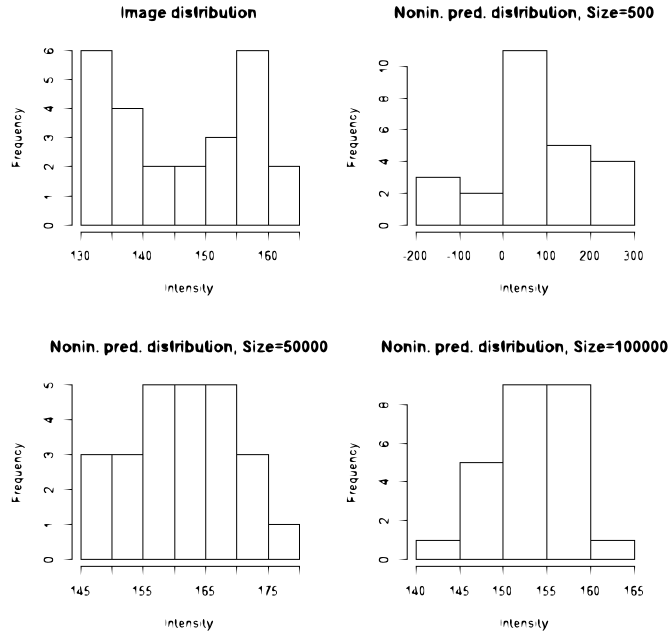 Image distribution
Frequency
0 1 2 3 4 5 6
130 140 150 160
Intensity
Nonin. pred. distribution, Size=500
Frequency
0 2 4 6 8 10
-200 -100 0 100 200 300
Intensity
Nonin. pred. distribution, Size=50000
Frequency
0 1 2 3 4 5
145 155 165 175
Intensity
Nonin. pred. distribution, Size=100000
Frequency
0 2 4 6 8
140 145 150 155 160 165
Intensity